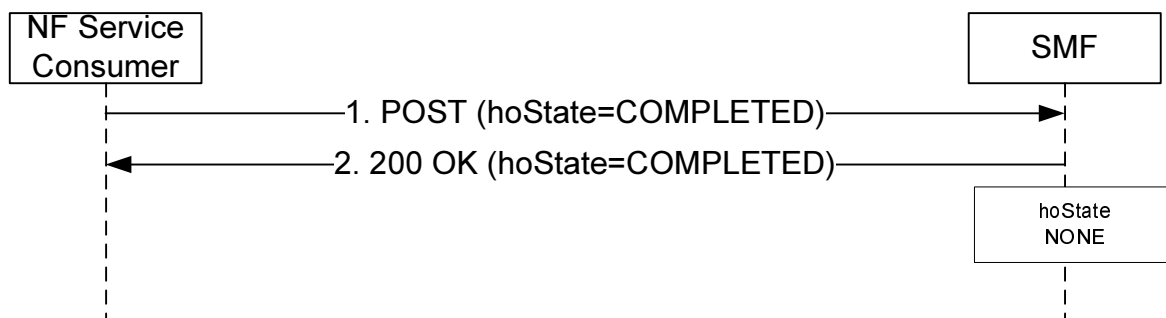 NF Service
Consumer
SMF
1. POST (hoState=COMPLETED)
2. 200 OK (hoState=COMPLETED)
hoState
NONE